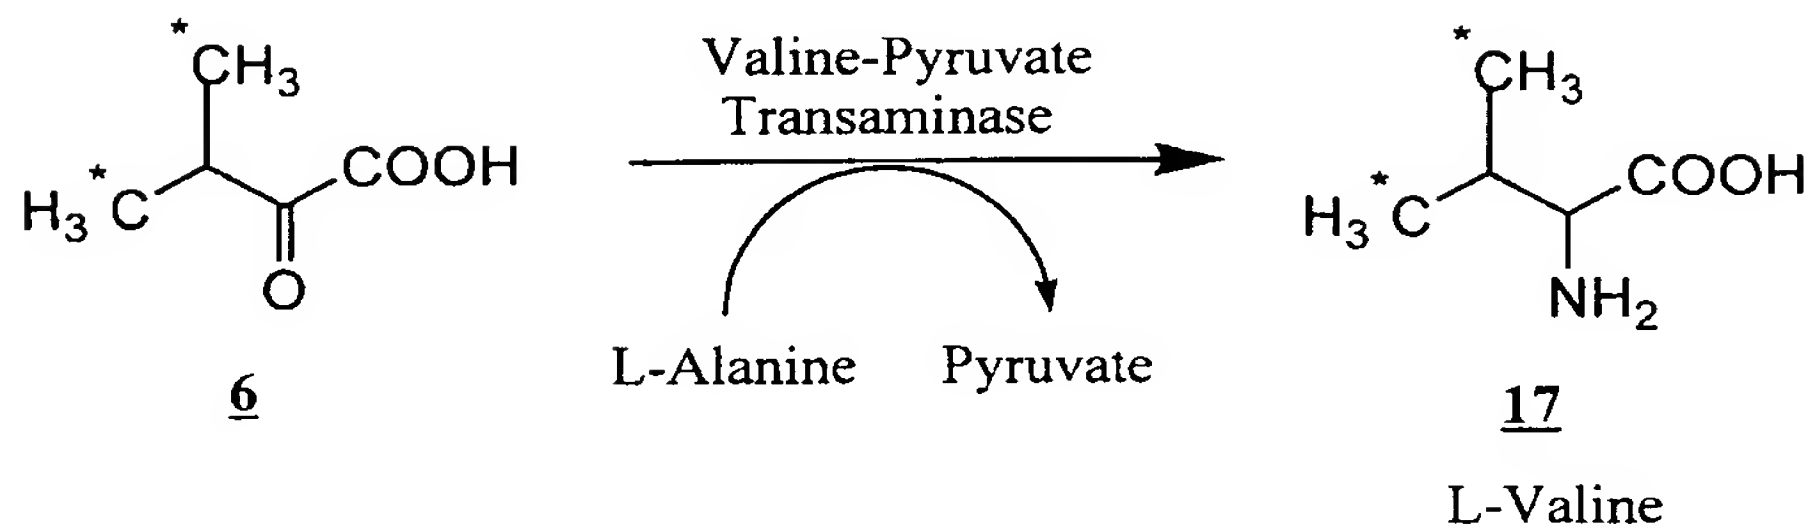 *
CH3
H3 *C
COOH
O
6
Valine-Pyruvate
Transaminase
L-Alanine
Pyruvate
*
CH3
H3 *C
COOH
NH2
17
L-Valine